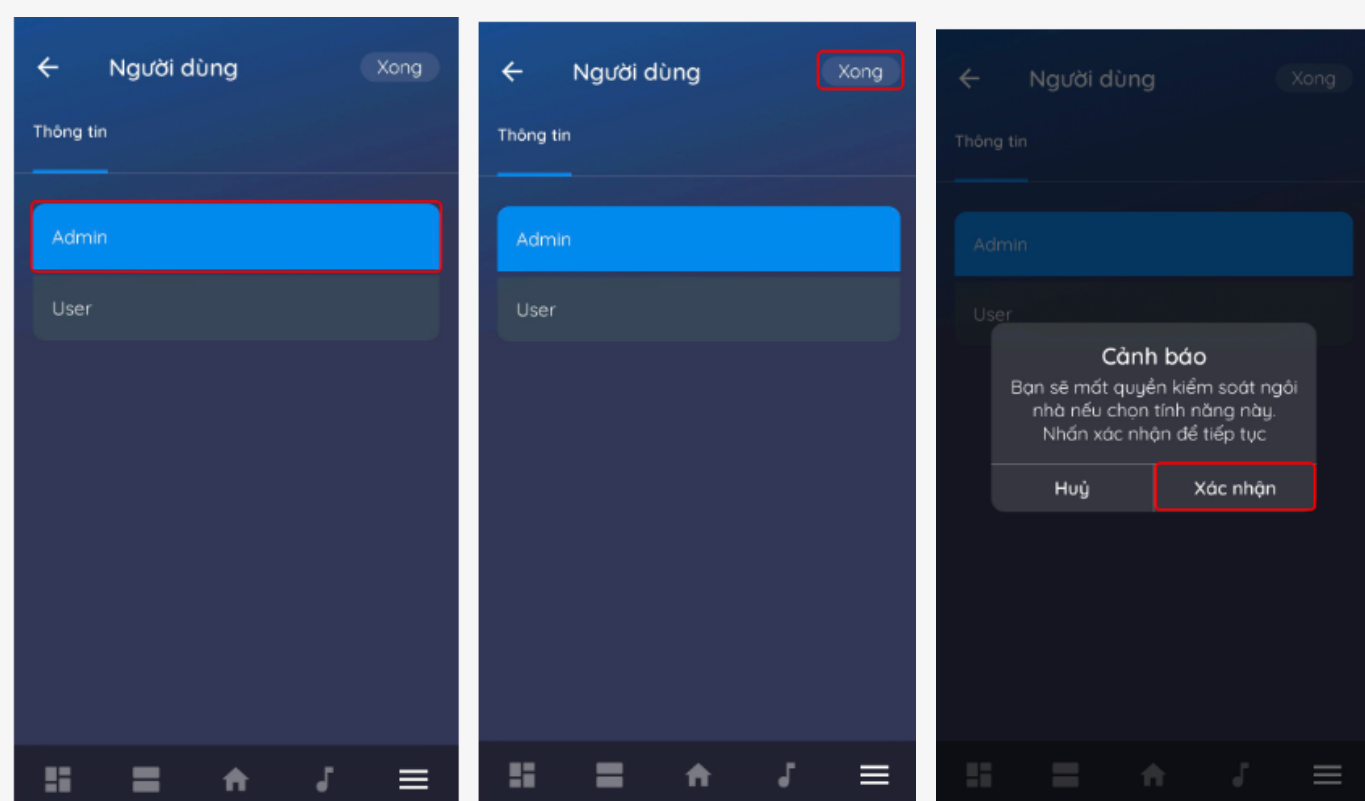 Người dùng
Xong
Thông tin
Admin
User
Người dùng
Xong
Thông tin
Admin
User
Người dùng
Xong
Thông tin
Admin
User
Cảnh báo
Bạn sẽ mất quyền kiểm soát ngôi
nhà nếu chọn tính năng này.
Nhấn xác nhận để tiếp tục
Huỷ
Xác nhận